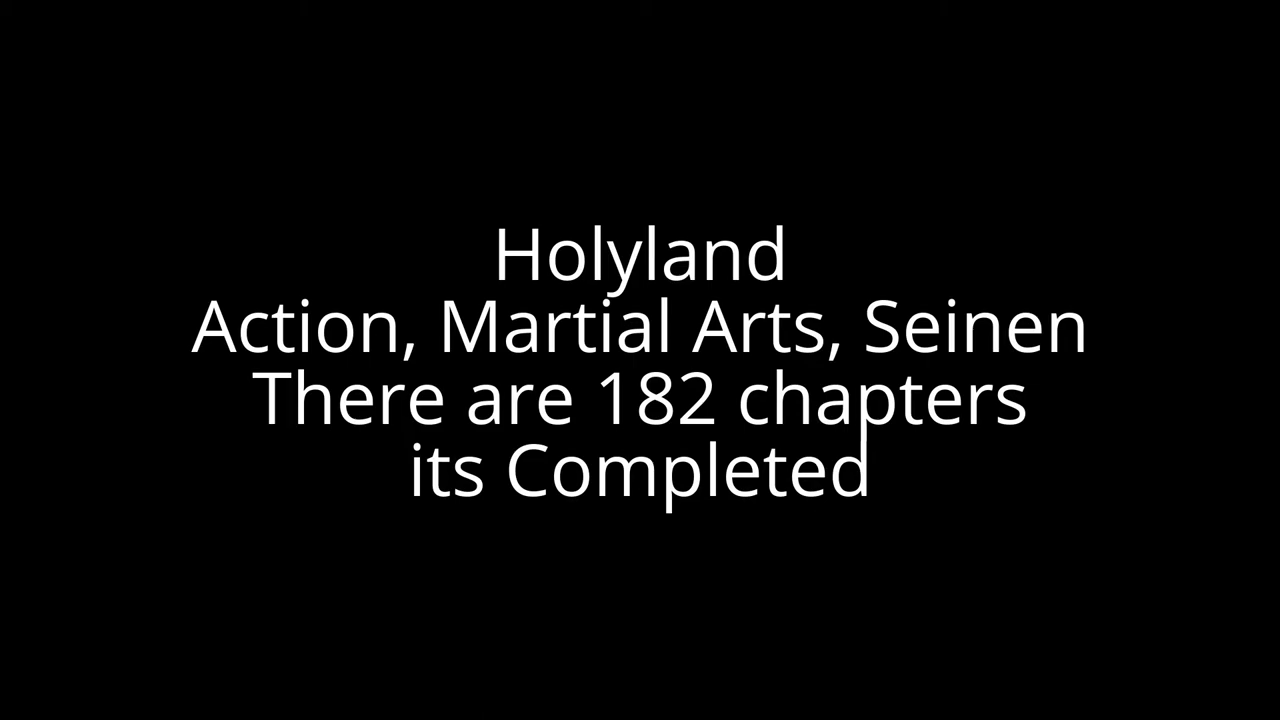 Holyland
Action, Martial Arts, Seinen
There are 182 chapters
its Completed